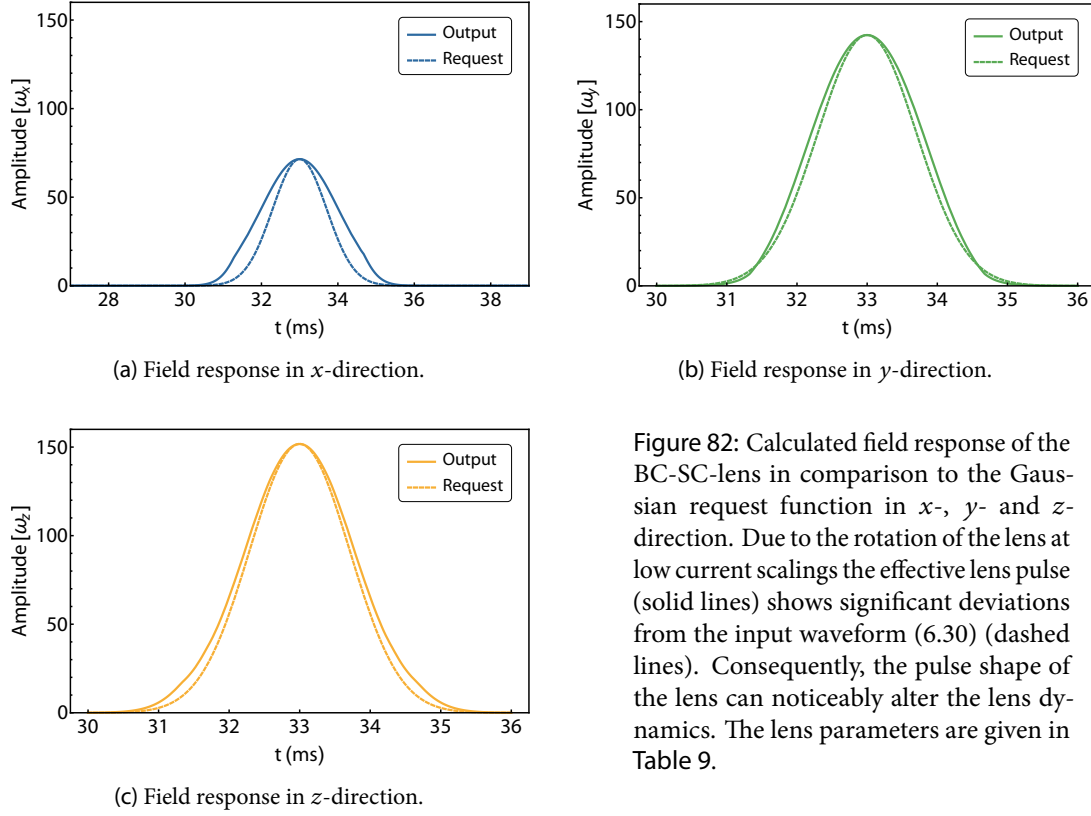 Amplitude [ωx]
150
100
50
0
28
30
32
34
36
38
t (ms)
Output
Request
(a) Field response in x-direction.
Amplitude [ωy]
150
100
50
0
30
31
32
33
34
35
36
t (ms)
Output
Request
(b) Field response in y-direction.
Amplitude [ωz]
150
100
50
0
30
31
32
33
34
35
36
t (ms)
Output
Request
(c) Field response in z-direction.
Figure 82: Calculated field response of the
BC-SC-lens in comparison to the Gaus-
sian request function in x-, y- and z-
direction. Due to the rotation of the lens at
low current scalings the effective lens pulse
(solid lines) shows significant deviations
from the input waveform (6.30) (dashed
lines). Consequently, the pulse shape of
the lens can noticeably alter the lens dy-
namics. The lens parameters are given in
Table 9.